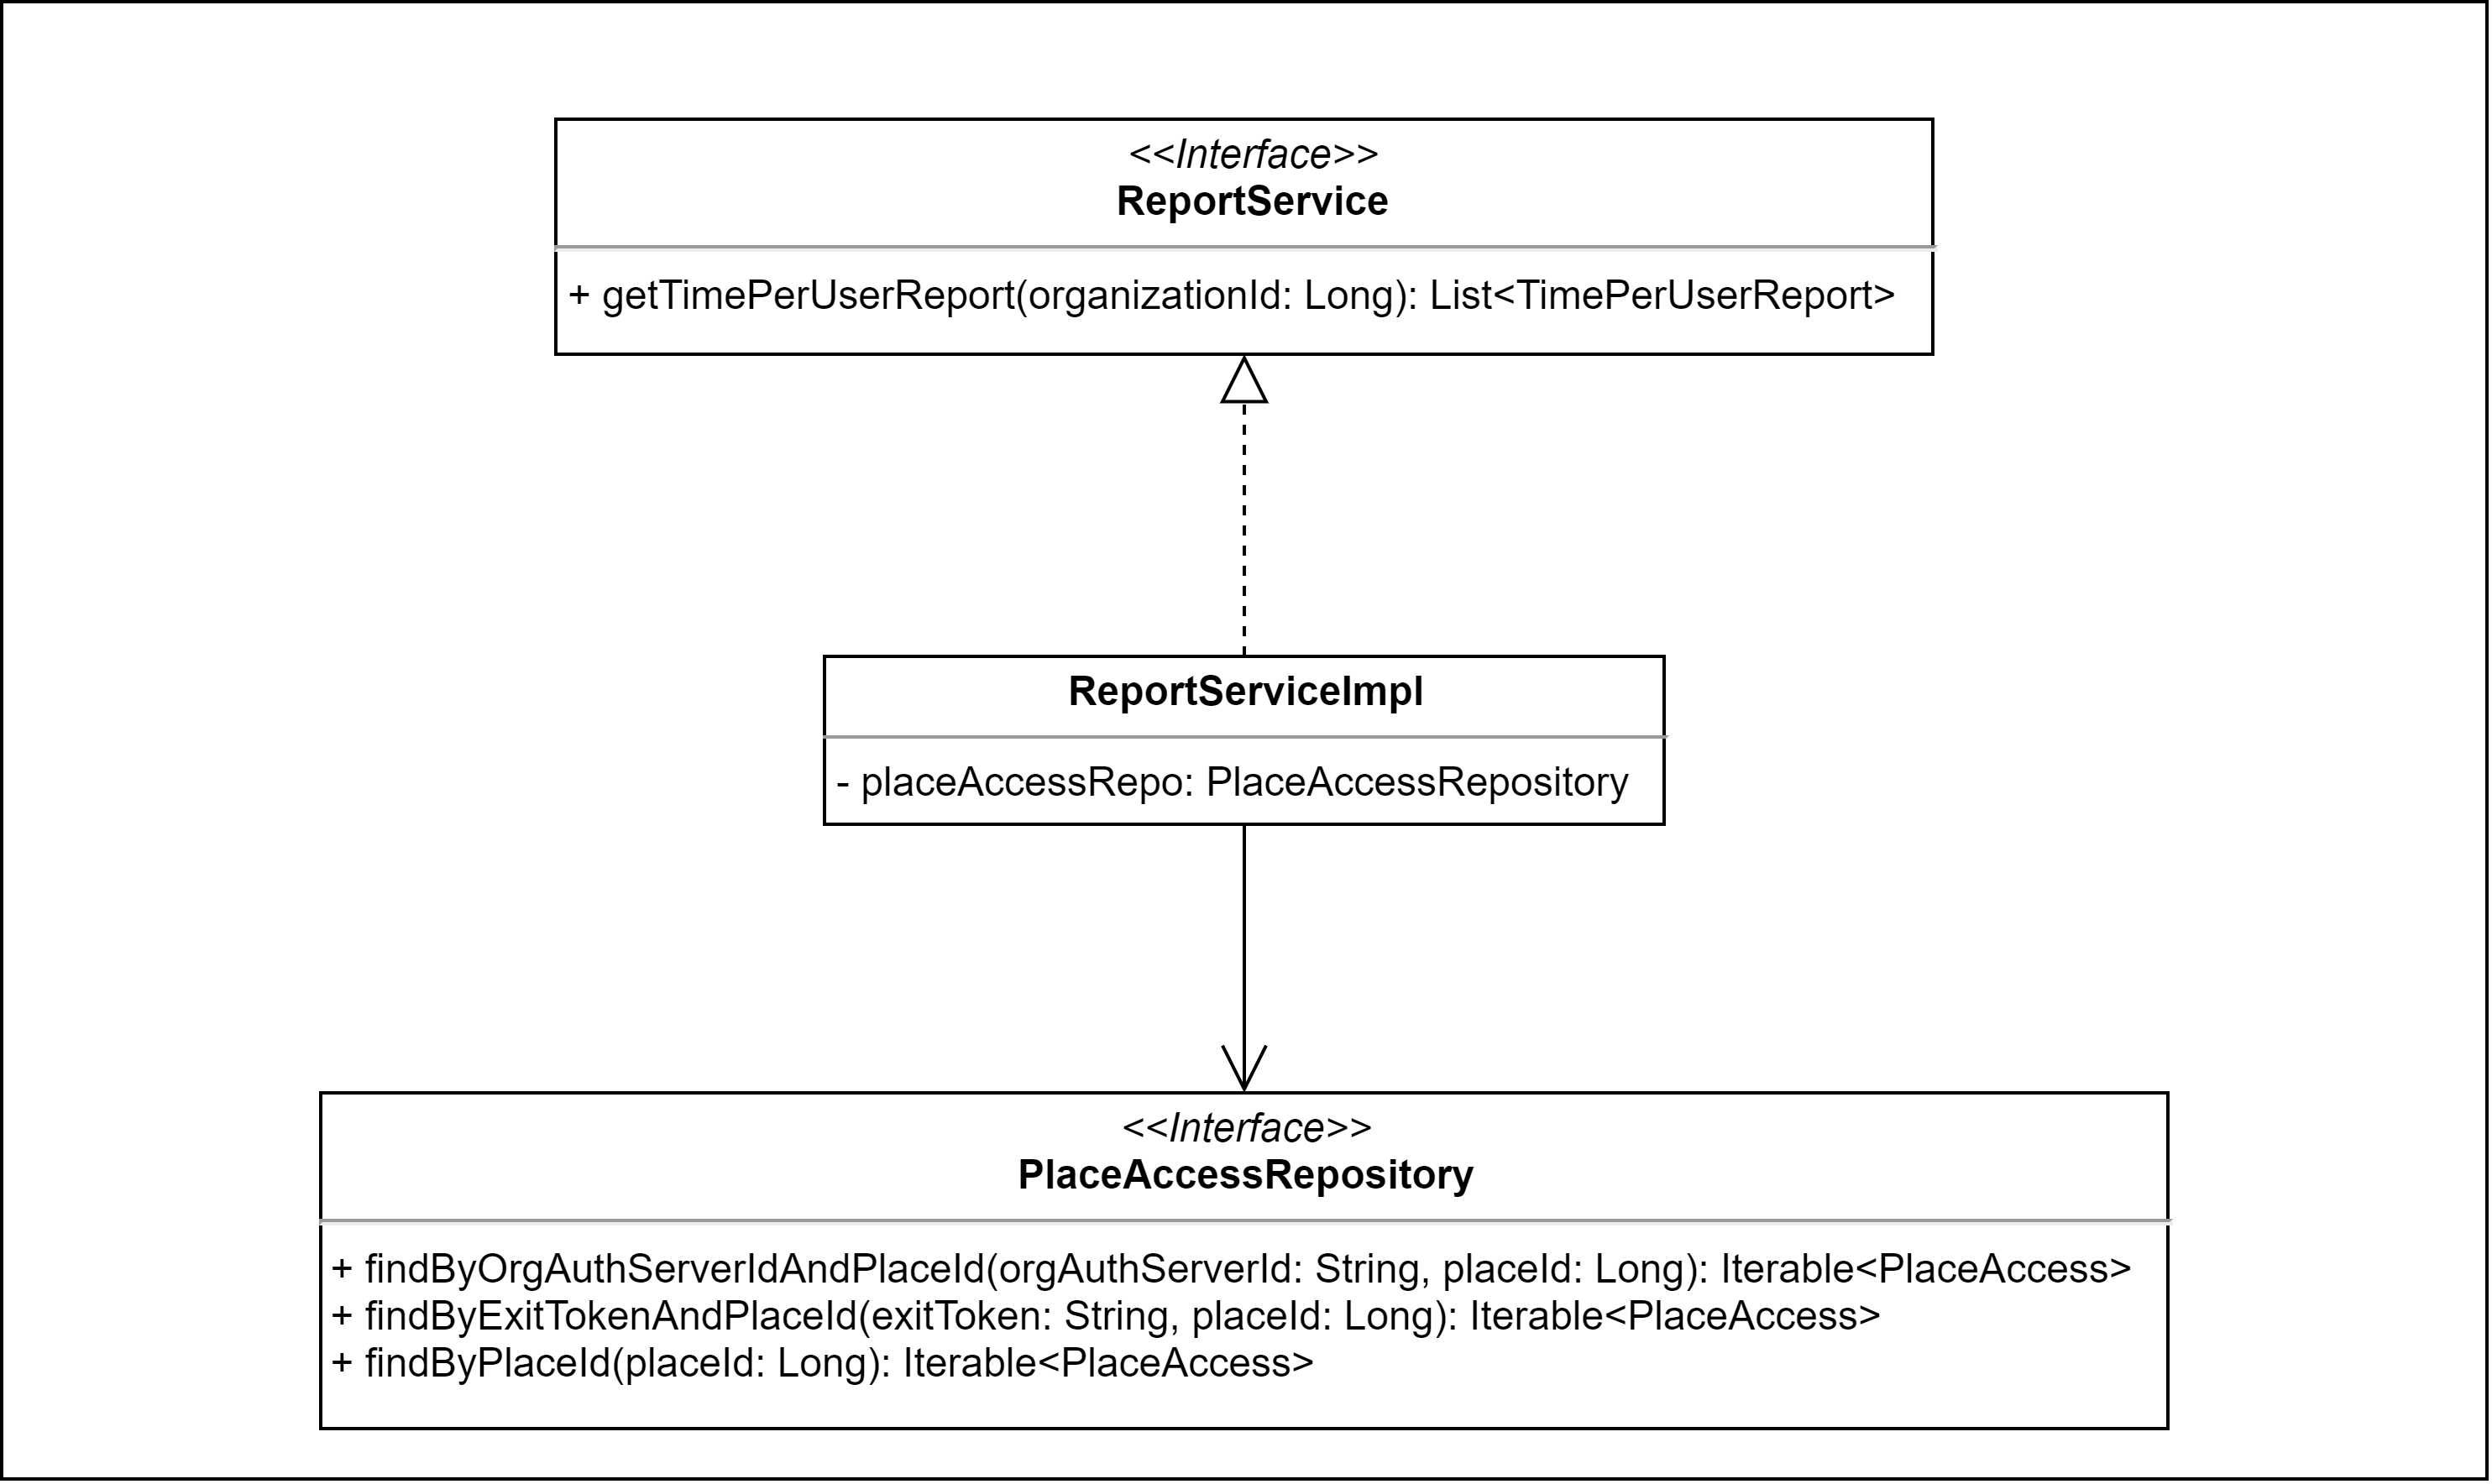 <<Interface>>
ReportService
+ getTimePerUserReport(organizationId: Long): List<TimePerUserReport>
ReportServiceImpl
- placeAccessRepo: PlaceAccessRepository
<<Interface>>
PlaceAccessRepository
+ findByOrgAuthServerIdAndPlaceId(orgAuthServerId: String, placeId: Long): Iterable<PlaceAccess>
+ findByExitTokenAndPlaceId(exitToken: String, placeId: Long): Iterable<PlaceAccess>
+ findByPlaceId(placeId: Long): Iterable<PlaceAccess>